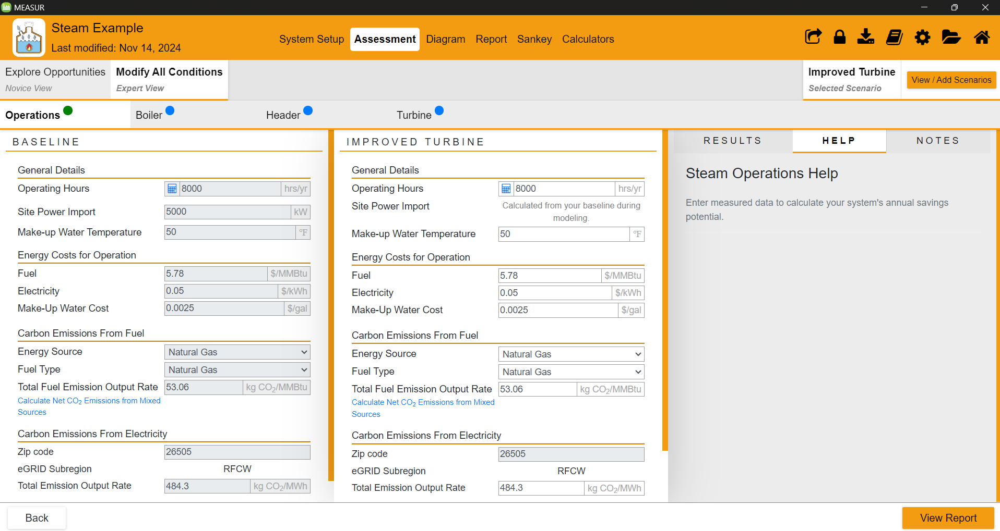 MEASUR
Steam Example
Last modified: Nov 14, 2024
System Setup Assessment Diagram Report Sankey Calculators
Explore Opportunities
Novice View
Modify All Conditions
Expert View
Improved Turbine
Selected Scenario
View / Add Scenarios
Operations Boiler Header Turbine
BASELINE
General Details
Operating Hours 8000 hrs/yr
Site Power Import 5000 kW
Make-up Water Temperature 50 °F
Energy Costs for Operation
Fuel 5.78 $/MMBtu
Electricity 0.05 $/kWh
Make-Up Water Cost 0.0025 $/gal
Carbon Emissions From Fuel
Energy Source Natural Gas
Fuel Type Natural Gas
Total Fuel Emission Output Rate 53.06 kg CO₂/MMBtu
Calculate Net CO₂ Emissions from Mixed
Sources
Carbon Emissions From Electricity
Zip code 26505
eGRID Subregion RFCW
Total Emission Output Rate 484.3 kg CO₂/MWh
IMPROVED TURBINE
General Details
Operating Hours 8000 hrs/yr
Site Power Import Calculated from your baseline during
modeling.
Make-up Water Temperature 50 °F
Energy Costs for Operation
Fuel 5.78 $/MMBtu
Electricity 0.05 $/kWh
Make-Up Water Cost 0.0025 $/gal
Carbon Emissions From Fuel
Energy Source Natural Gas
Fuel Type Natural Gas
Total Fuel Emission Output Rate 53.06 kg CO₂/MMBtu
Calculate Net CO₂ Emissions from Mixed
Sources
Carbon Emissions From Electricity
Zip code 26505
eGRID Subregion RFCW
Total Emission Output Rate 484.3 kg CO₂/MWh
RESULTS HELP NOTES
Steam Operations Help
Enter measured data to calculate your system's annual savings
potential.
Back
View Report